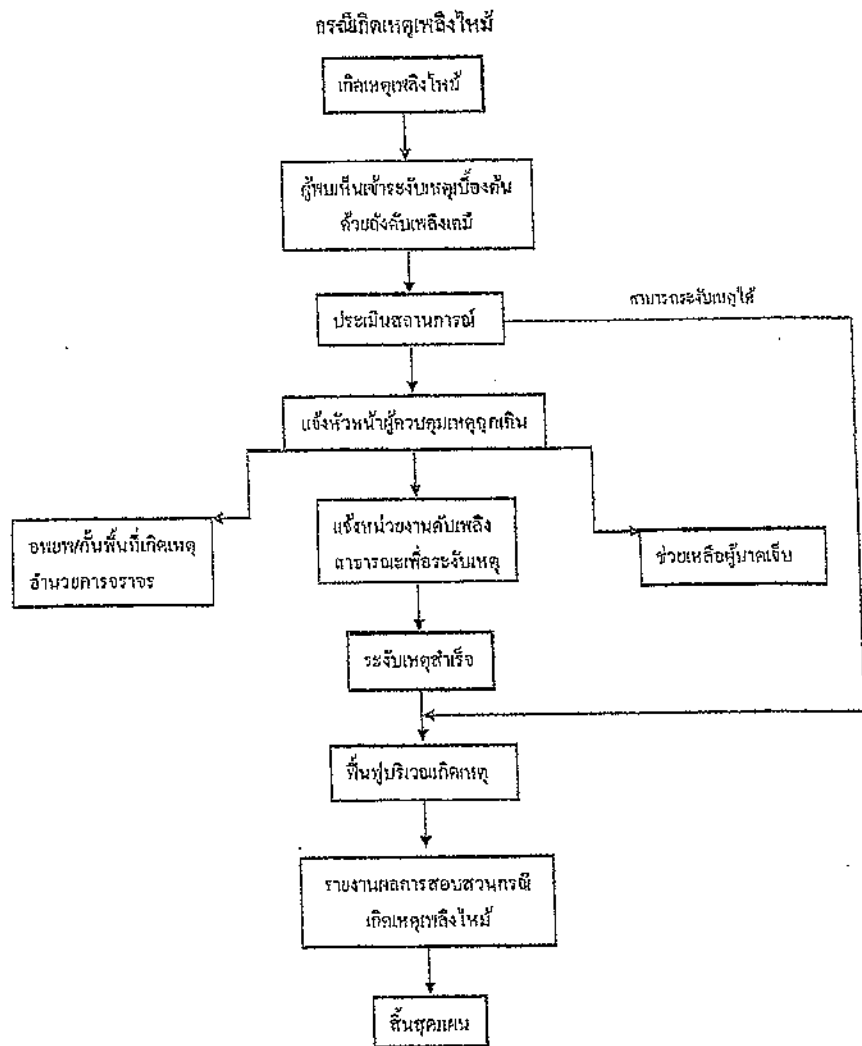 กรณีเกิดเหตุเพลิงไหม้
เกิดเหตุเพลิงไหม้
ผู้พบเห็นเข้าระงับเหตุเบื้องต้น
ด้วยถังดับเพลิงเคมี
ประเมินสถานการณ์
สามารถระงับเหตุได้
แจ้งหัวหน้าผู้ควบคุมเหตุฉุกเฉิน
อพยพ/กั้นพื้นที่เกิดเหตุ
อำนวยการจราจร
แจ้งหน่วยงานดับเพลิง
สาธารณะเพื่อระงับเหตุ
ช่วยเหลือผู้บาดเจ็บ
ระงับเหตุสำเร็จ
ฟื้นฟูบริเวณเกิดเหตุ
รายงานผลการสอบสวนกรณี
เกิดเหตุเพลิงไหม้
สิ้นสุดแผน